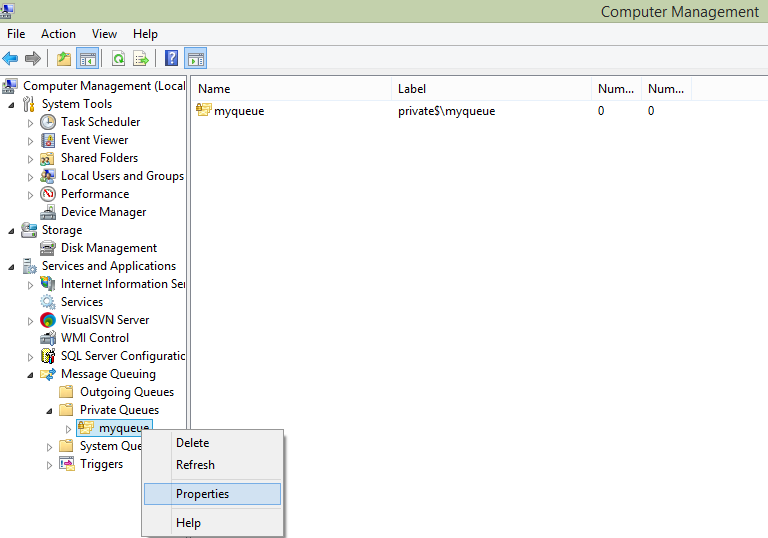 Computer Management
File Action View Help
Computer Management (Local
System Tools
Task Scheduler
Event Viewer
Shared Folders
Local Users and Groups
Performance
Device Manager
Storage
Disk Management
Services and Applications
Internet Information Ser
Services
VisualSVN Server
WMI Control
SQL Server Configuratic
Message Queuing
Outgoing Queues
Private Queues
myqueue
System Que
Triggers
Name Label Num... Num...
myqueue private$\myqueue 0 0
Delete
Refresh
Properties
Help